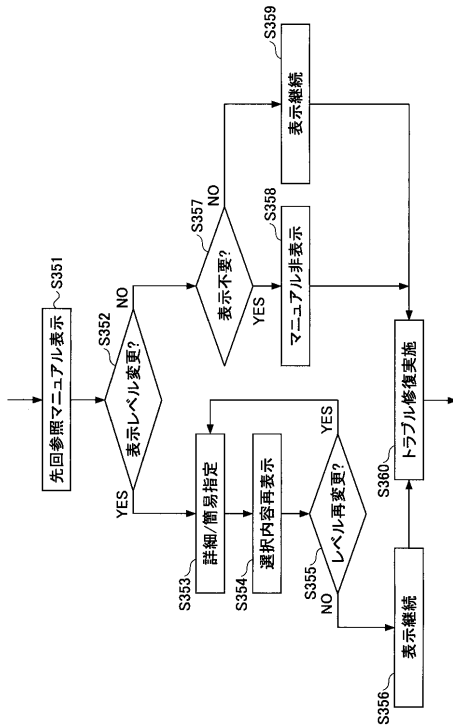 S351
先回参照マニュアル表示
S352
表示レベル変更?
YES
NO
S353
詳細/簡易指定
S354
選択内容再表示
S355
レベル再変更?
YES
NO
S356
表示継続
S357
表示不要?
YES
NO
S358
マニュアル非表示
S359
表示継続
S360
トラブル修復実施